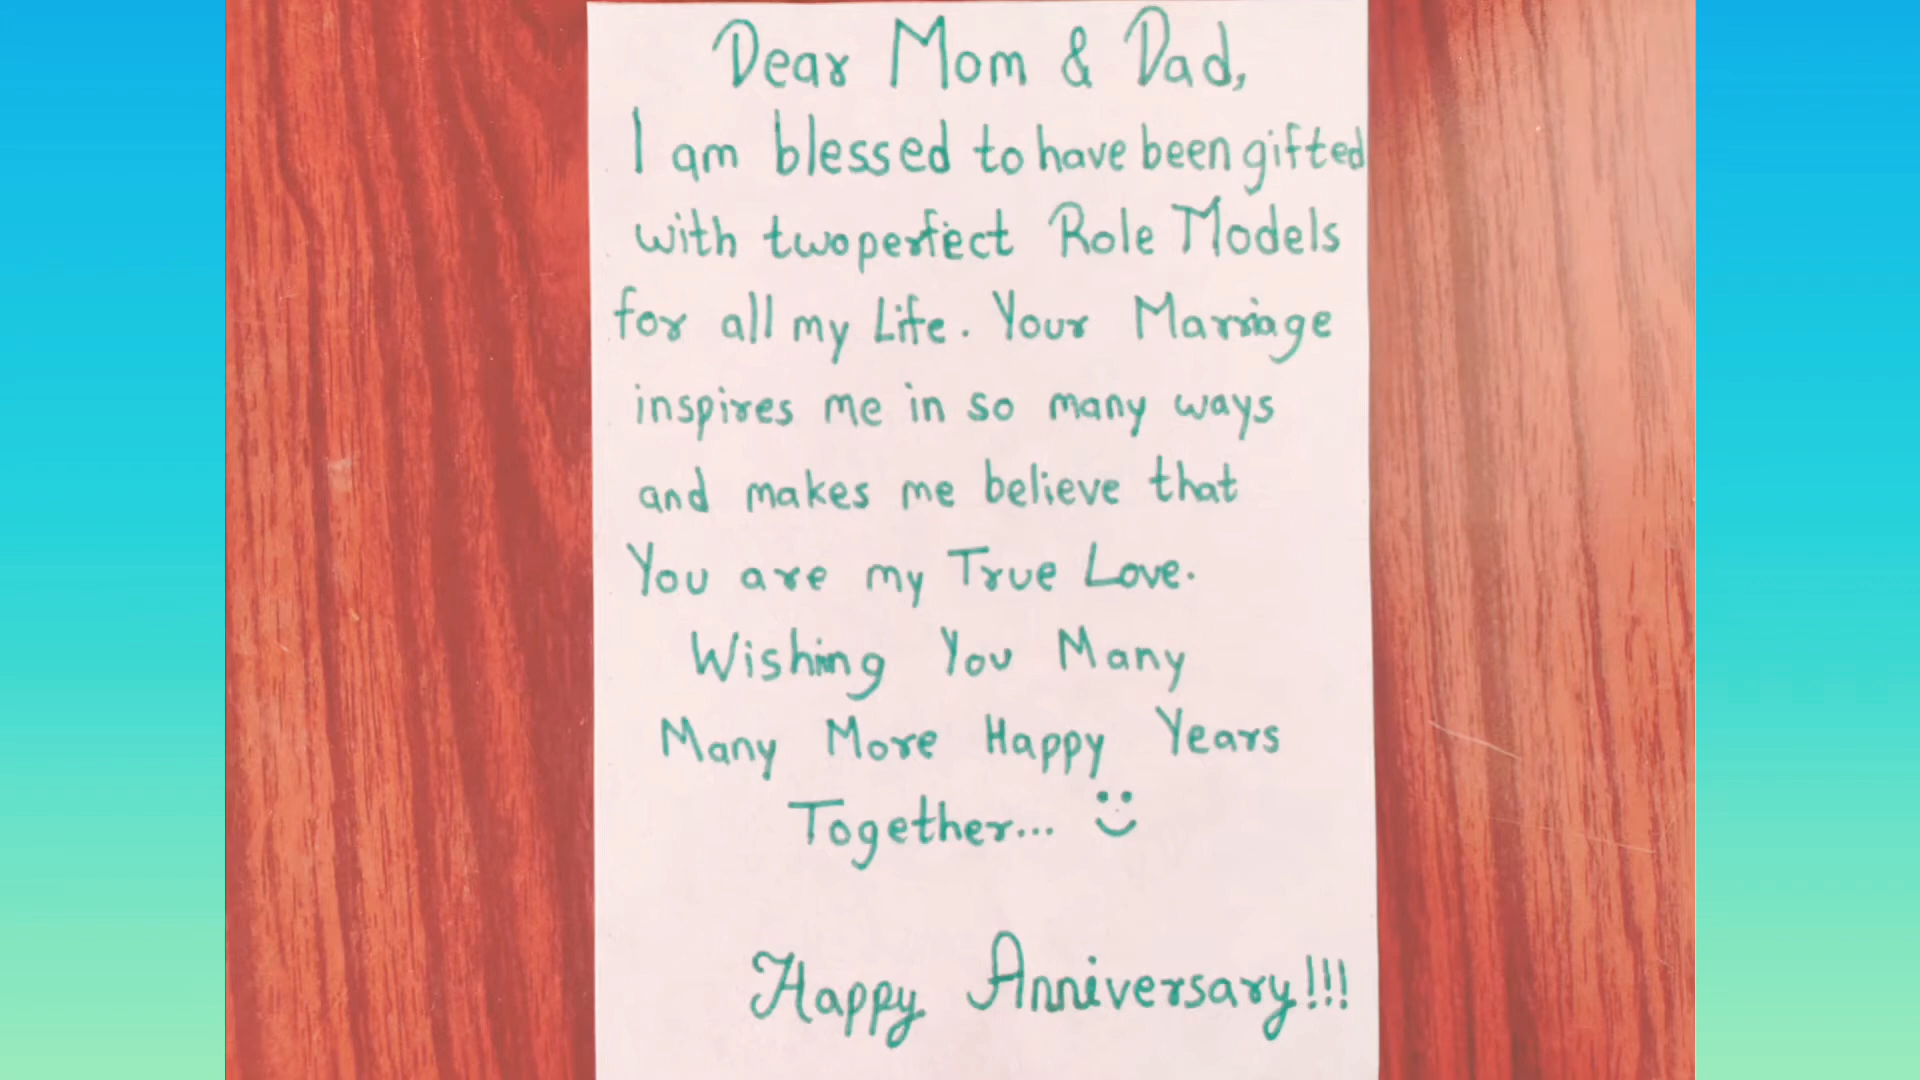 Dear Mom & Dad,
I am blessed to have been gifted
with two perfect Role Models
for all my Life. Your Marriage
inspires me in so many ways
and makes me believe that
You are my True Love.
Wishing You Many
Many More Happy Years
Together... :)
Happy Anniversary!!!